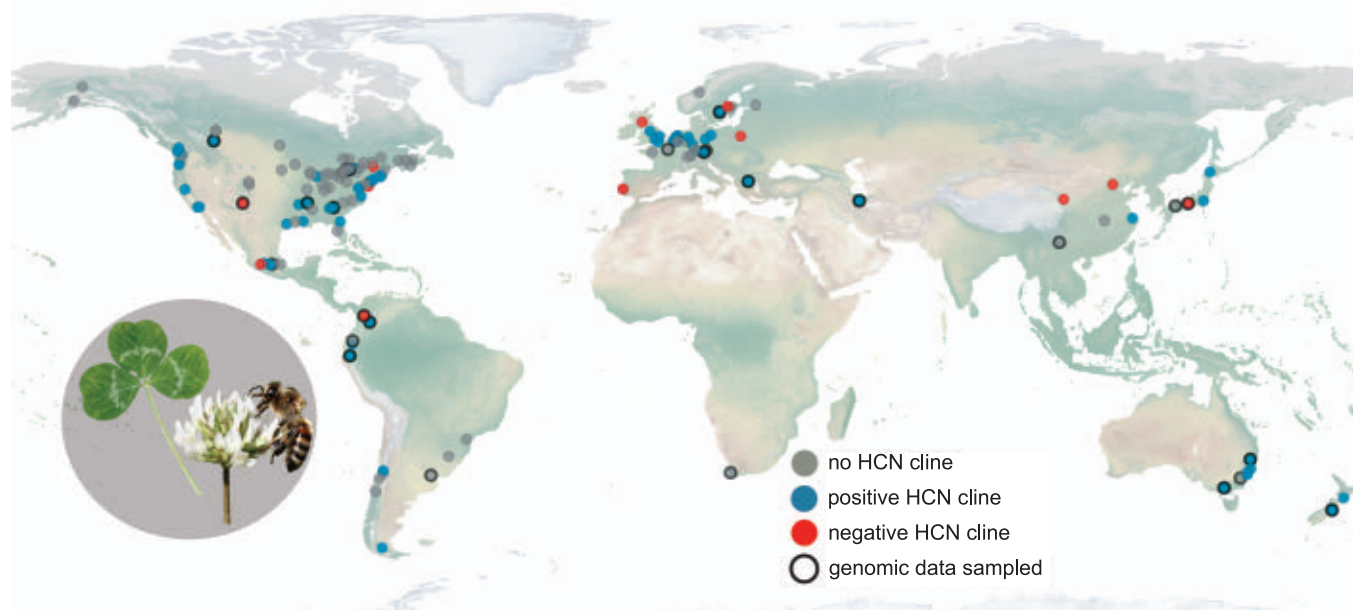 no HCN cline
positive HCN cline
negative HCN cline
genomic data sampled